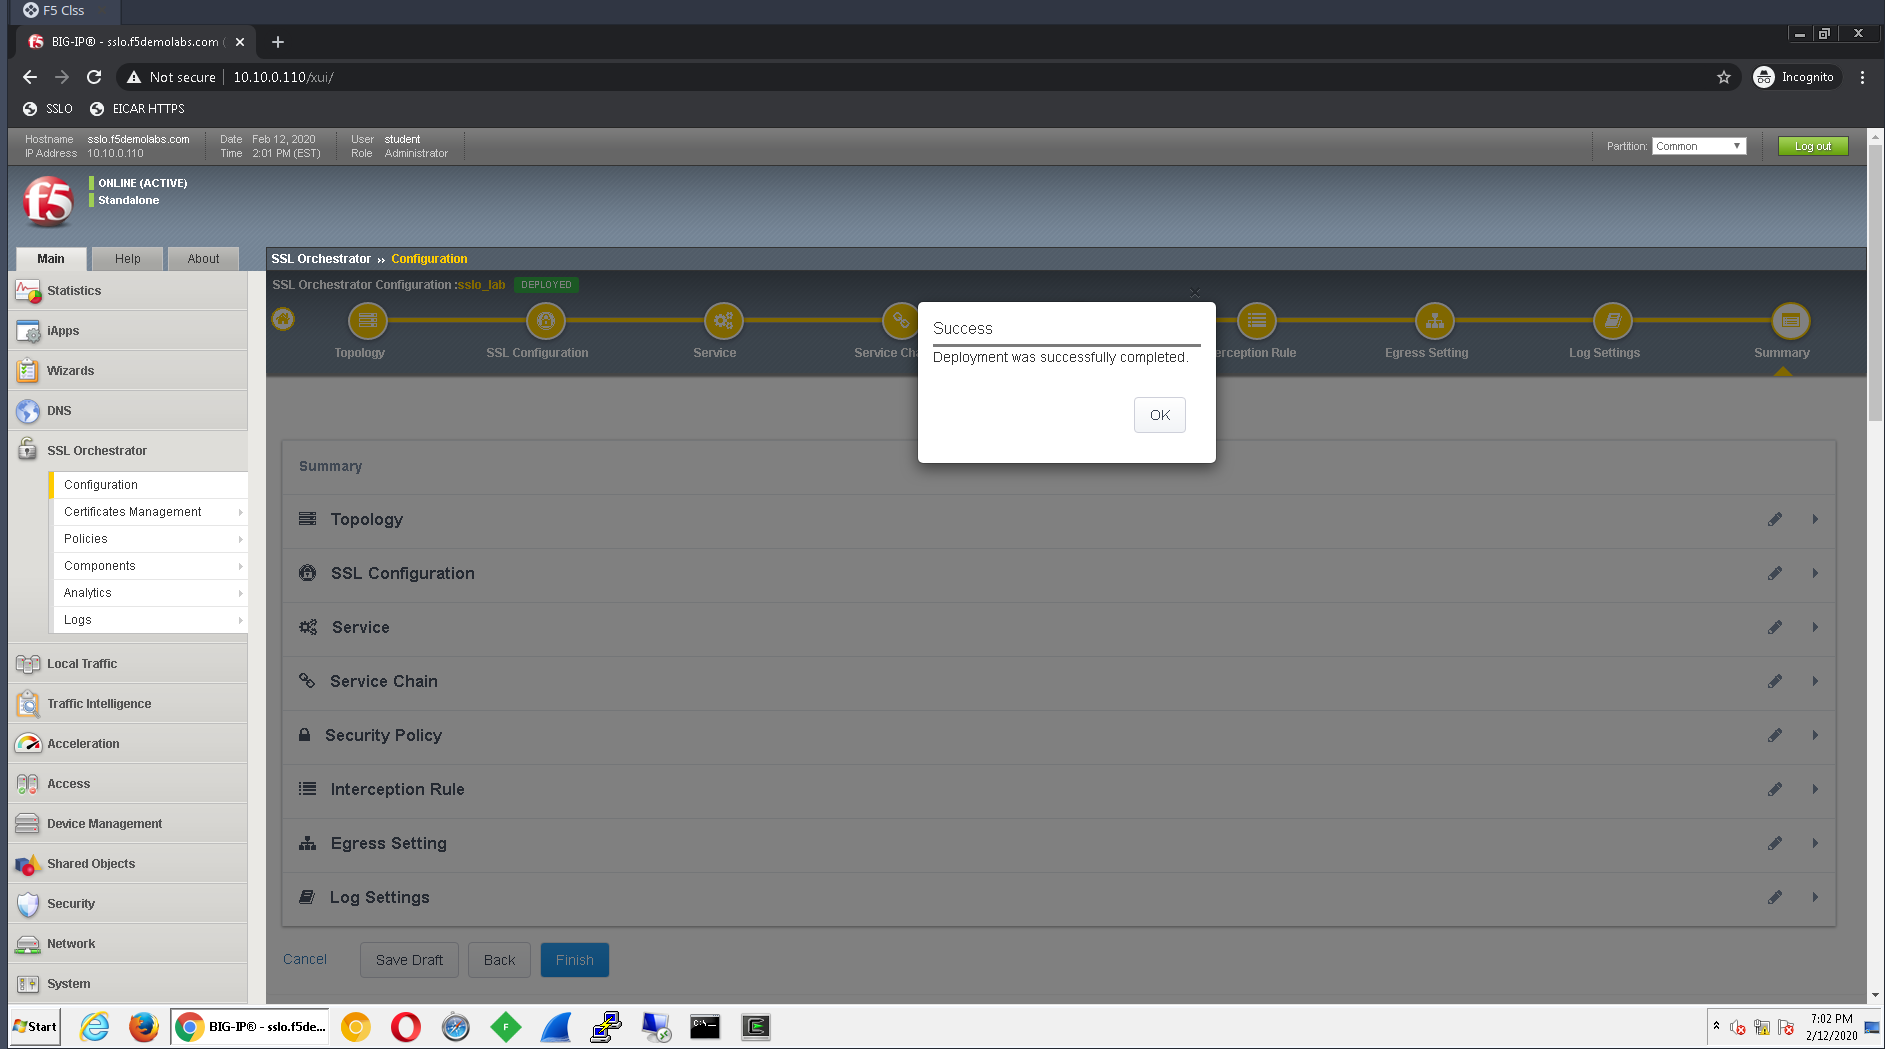 F5 Clss
BIG-IP® - sslo.f5demolabs.com (
Not secure
10.10.0.110/xui/
Incognito
SSLO
EICAR HTTPS
Hostname sslo.f5demolabs.com
IP Address 10.10.0.110
Date Feb 12, 2020
Time 2:01 PM (EST)
User student
Role Administrator
Partition: Common
Log out
f5
ONLINE (ACTIVE)
Standalone
Main
Help
About
SSL Orchestrator ›› Configuration
SSL Orchestrator Configuration :sslo_lab DEPLOYED
Topology
SSL Configuration
Service
Service Cha
erception Rule
Egress Setting
Log Settings
Summary
Success
Deployment was successfully completed.
OK
Statistics
iApps
Wizards
DNS
SSL Orchestrator
Configuration
Certificates Management
Policies
Components
Analytics
Logs
Local Traffic
Traffic Intelligence
Acceleration
Access
Device Management
Shared Objects
Security
Network
System
Summary
Topology
SSL Configuration
Service
Service Chain
Security Policy
Interception Rule
Egress Setting
Log Settings
Cancel
Save Draft
Back
Finish
Start
BIG-IP® - sslo.f5de...
7:02 PM
2/12/2020